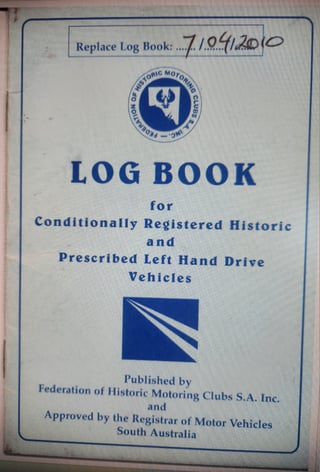 Replace Log Book: 7/04/2010
FEDERATION OF HISTORIC MOTORING CLUBS S.A. INC.
LOG BOOK
for
Conditionally Registered Historic
and
Prescribed Left Hand Drive
Vehicles
Published by
Federation of Historic Motoring Clubs S.A. Inc.
and
Approved by the Registrar of Motor Vehicles
South Australia